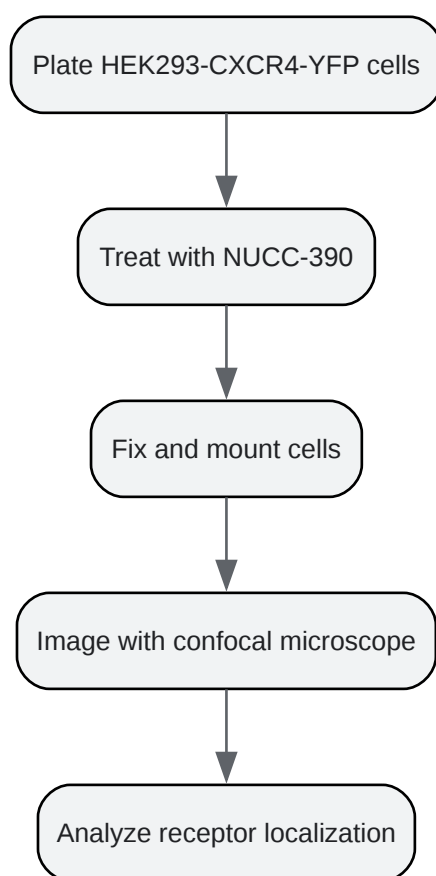 Plate HEK293-CXCR4-YFP cells
Treat with NUCC-390
Fix and mount cells
Image with confocal microscope
Analyze receptor localization